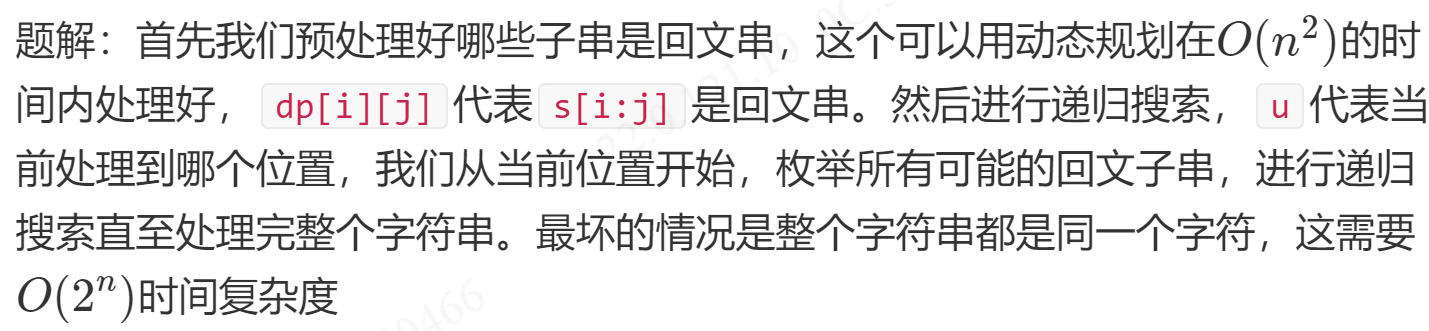 题解：首先我们预处理好哪些子串是回文串，这个可以用动态规划在O(n²)的时
间内处理好， dp[i][j] 代表 s[i:j] 是回文串。然后进行递归搜索， u 代表当
前处理到哪个位置，我们从当前位置开始，枚举所有可能的回文子串，进行递归
搜索直至处理完整个字符串。最坏的情况是整个字符串都是同一个字符，这需要
O(2ⁿ)时间复杂度